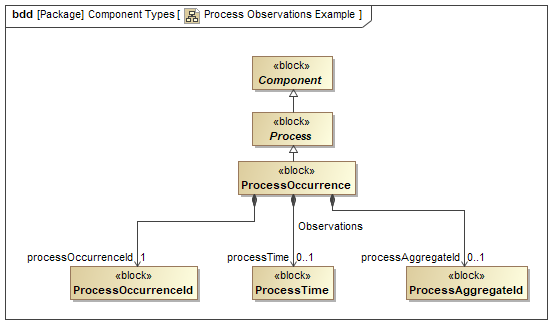 bdd [Package] Component Types [ Process Observations Example ]
«block»
Component
«block»
Process
«block»
ProcessOccurrence
Observations
processOccurrenceId 1
processTime 0..1
processAggregateId 0..1
«block»
ProcessOccurrenceId
«block»
ProcessTime
«block»
ProcessAggregateId